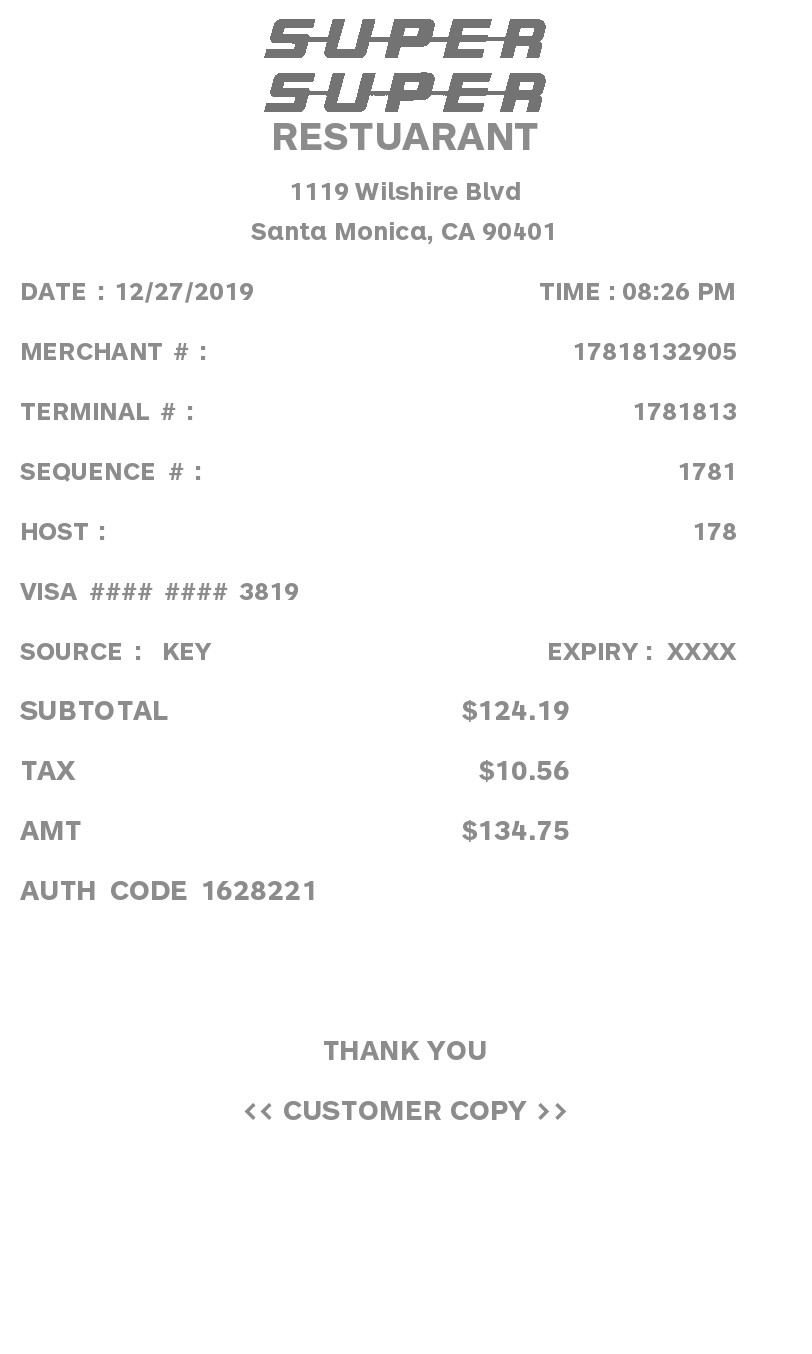 SUPER
SUPER
RESTUARANT
1119 Wilshire Blvd
Santa Monica, CA 90401
DATE : 12/27/2019 TIME : 08:26 PM
MERCHANT # : 17818132905
TERMINAL # : 1781813
SEQUENCE # : 1781
HOST : 178
VISA #### #### 3819
SOURCE : KEY EXPIRY : XXXX
SUBTOTAL $124.19
TAX $10.56
AMT $134.75
AUTH CODE 1628221
THANK YOU
<< CUSTOMER COPY >>